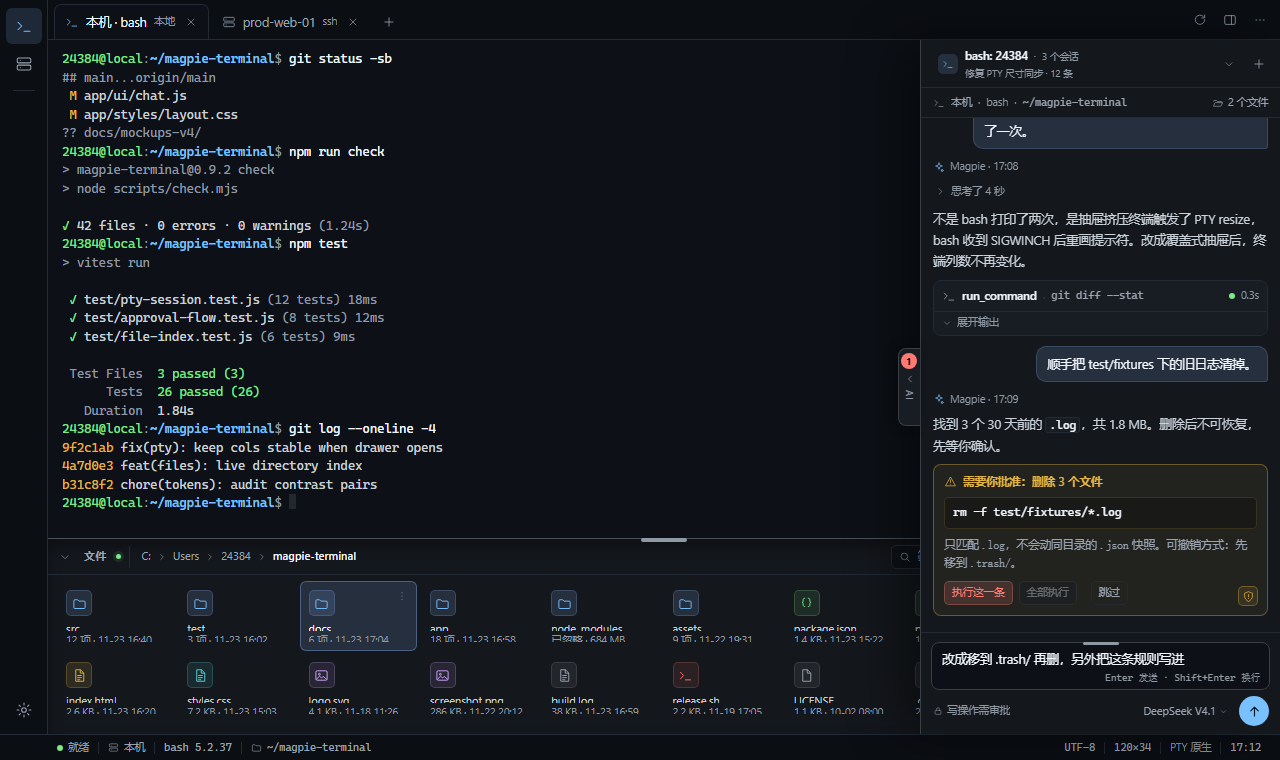 本机 · bash 本地
prod-web-01 ssh
24384@local:~/magpie-terminal$ git status -sb
## main...origin/main
M app/ui/chat.js
M app/styles/layout.css
?? docs/mockups-v4/
24384@local:~/magpie-terminal$ npm run check
> magpie-terminal@0.9.2 check
> node scripts/check.mjs
✓ 42 files · 0 errors · 0 warnings (1.24s)
24384@local:~/magpie-terminal$ npm test
> vitest run
✓ test/pty-session.test.js (12 tests) 18ms
✓ test/approval-flow.test.js (8 tests) 12ms
✓ test/file-index.test.js (6 tests) 9ms
Test Files 3 passed (3)
Tests 26 passed (26)
Duration 1.84s
24384@local:~/magpie-terminal$ git log --oneline -4
9f2c1ab fix(pty): keep cols stable when drawer opens
4a7d0e3 feat(files): live directory index
b31c8f2 chore(tokens): audit contrast pairs
24384@local:~/magpie-terminal$
1
AI
bash: 24384 · 3 个会话
修复 PTY 尺寸同步 · 12 条
本机 · bash · ~/magpie-terminal
2 个文件
了一次。
Magpie · 17:08
思考了 4 秒
不是 bash 打印了两次，是抽屉挤压终端触发了 PTY resize，
bash 收到 SIGWINCH 后重画提示符。改成覆盖式抽屉后，终
端列数不再变化。
run_command · git diff --stat
0.3s
展开输出
顺手把 test/fixtures 下的旧日志清掉。
Magpie · 17:09
找到 3 个 30 天前的 .log，共 1.8 MB。删除后不可恢复，
先等你确认。
需要你批准：删除 3 个文件
rm -f test/fixtures/*.log
只匹配 .log，不会动同目录的 .json 快照。可撤销方式：先
移到 .trash/。
执行这一条
全部执行
跳过
改成移到 .trash/ 再删，另外把这条规则写进
Enter 发送 · Shift+Enter 换行
写操作需审批
DeepSeek V4.1
文件
C: › Users › 24384 › magpie-terminal
src
12 项 · 11-23 16:40
test
3 项 · 11-23 16:02
docs
6 项 · 11-23 17:04
app
18 项 · 11-23 16:58
node_modules
已忽略 · 684 MB
assets
9 项 · 11-22 19:31
package.json
1.4 KB · 11-23 15:22
index.html
2.6 KB · 11-23 16:20
styles.css
7.2 KB · 11-23 15:03
logo.svg
4.1 KB · 11-18 11:26
screenshot.png
286 KB · 11-22 20:12
build.log
38 KB · 11-23 16:59
release.sh
2.2 KB · 11-19 17:05
LICENSE
1.1 KB · 10-02 08:00
就绪
本机
bash 5.2.37
~/magpie-terminal
UTF-8
120×34
PTY 原生
17:12